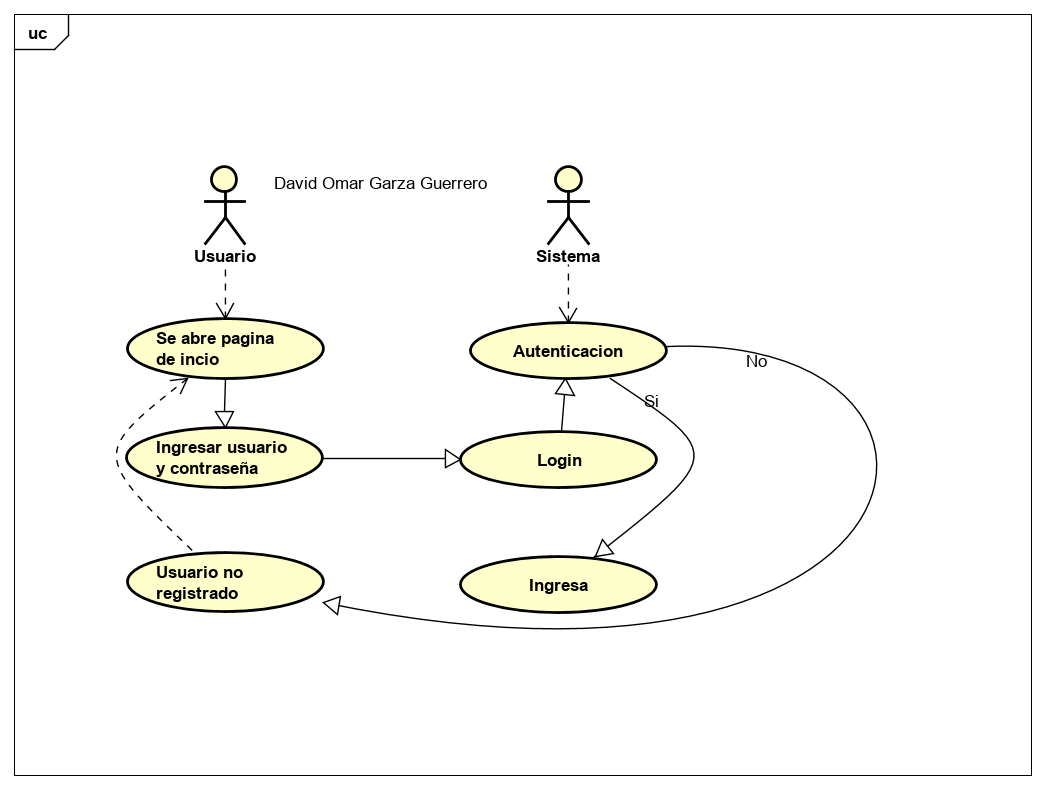 uc
David Omar Garza Guerrero
Usuario
Sistema
Se abre pagina
de incio
Autenticacion
No
Si
Ingresar usuario
y contraseña
Login
Usuario no
registrado
Ingresa